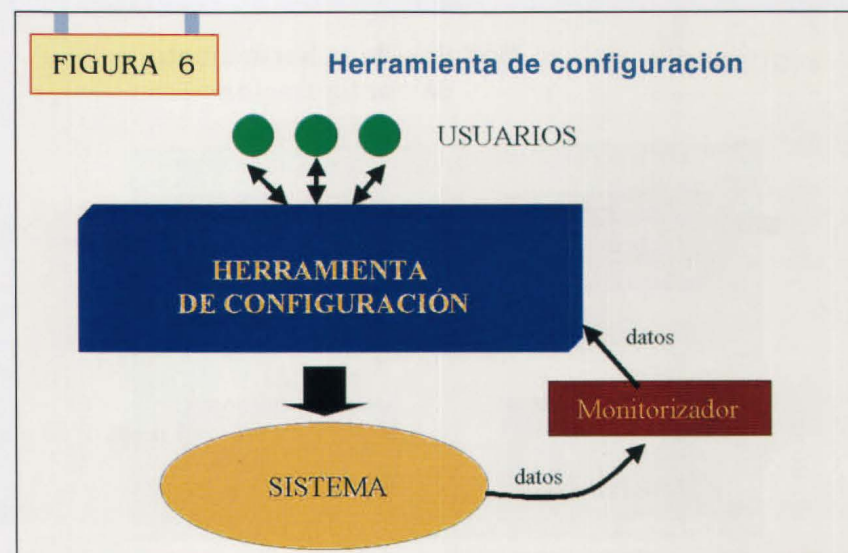 FIGURA 6
Herramienta de configuración
USUARIOS
HERRAMIENTA
DE CONFIGURACIÓN
datos
Monitorizador
SISTEMA
datos